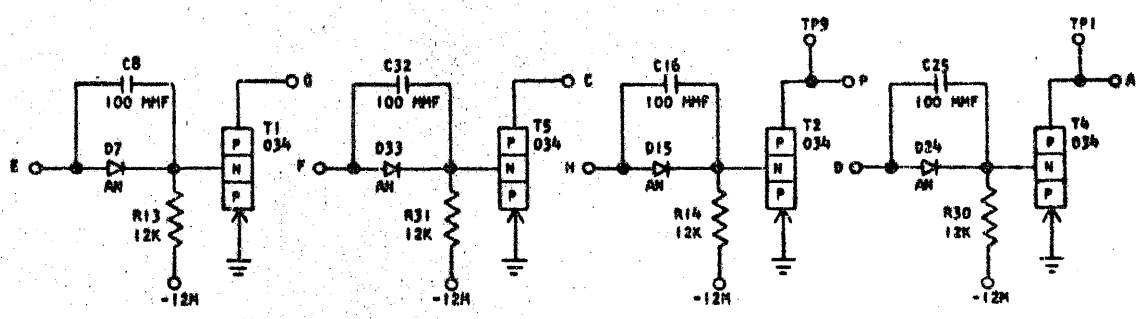 TP9 TP1
C8 C32 C16 C25
G C P A
100 MMF 100 MMF 100 MMF 100 MMF
P T1 P T5 P T2 P T4
034 034 034 034
D7 D33 D15 D24
E N F N H N D N
AN AN AN AN
P P P P
R13 R31 R14 R30
12K 12K 12K 12K
-12M -12M -12M -12M